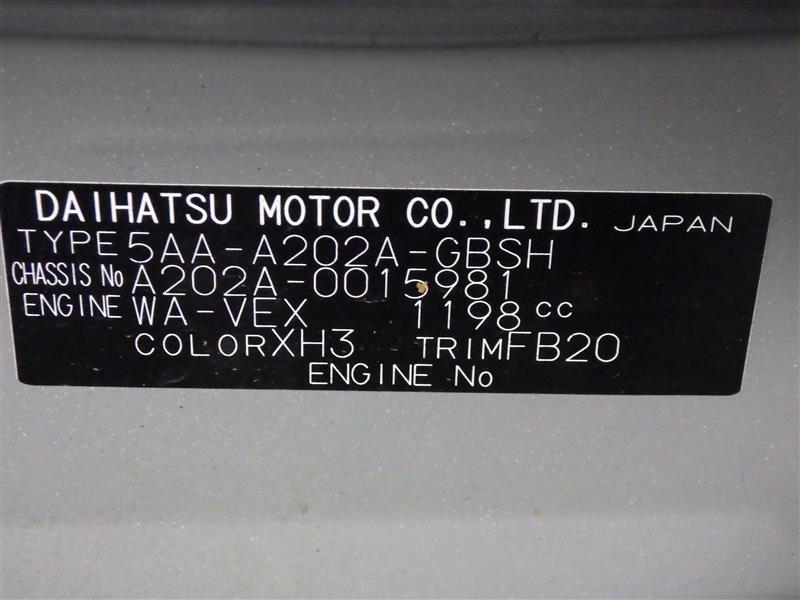 DAIHATSU MOTOR CO.,LTD. JAPAN
TYPE 5AA-A202A-GBSH
CHASSIS No A202A-0015981
ENGINE WA-VEX 1198 cc
COLOR XH3 TRIM FB20
ENGINE No